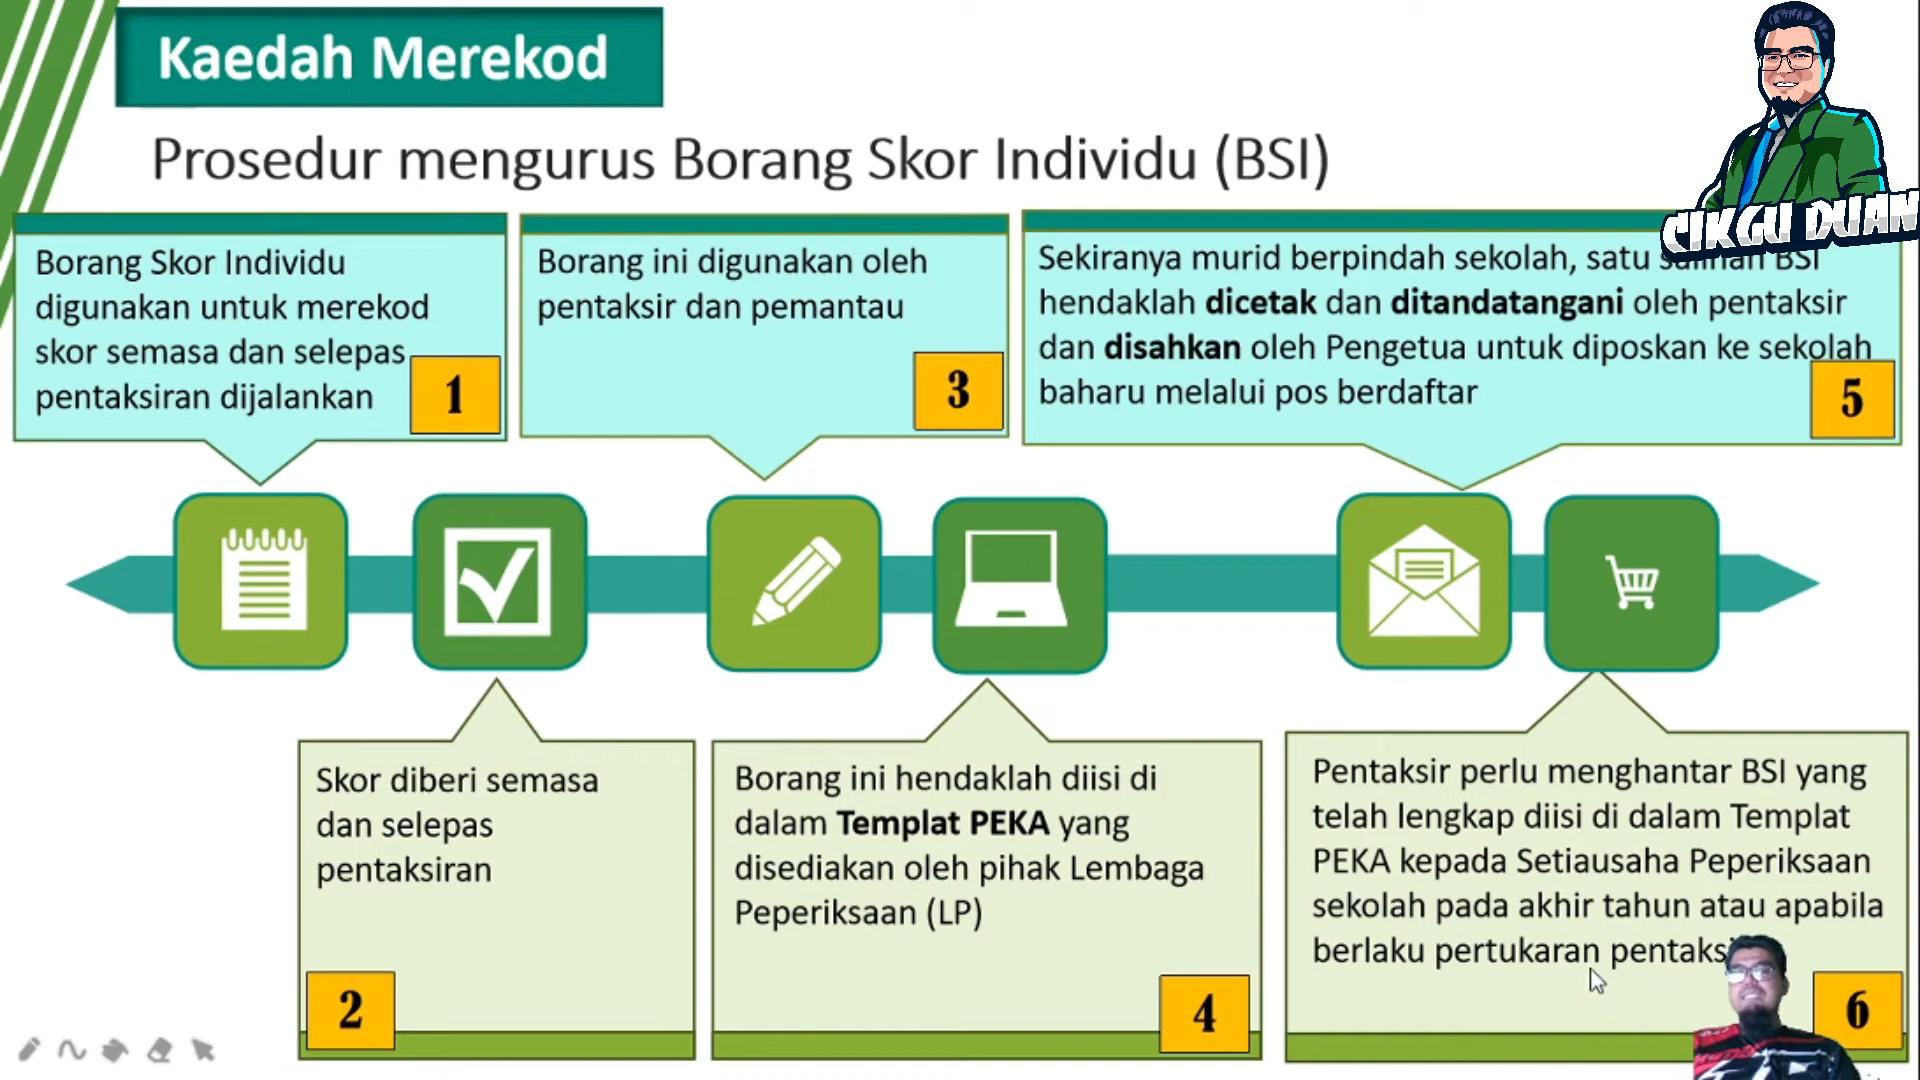 Kaedah Merekod
Prosedur mengurus Borang Skor Individu (BSI)
CIKGU DUAN
Borang Skor Individu
digunakan untuk merekod
skor semasa dan selepas
pentaksiran dijalankan
1
Skor diberi semasa
dan selepas
pentaksiran
2
Borang ini digunakan oleh
pentaksir dan pemantau
3
Borang ini hendaklah diisi di
dalam Templat PEKA yang
disediakan oleh pihak Lembaga
Peperiksaan (LP)
4
Sekiranya murid berpindah sekolah, satu salinan BSI
hendaklah dicetak dan ditandatangani oleh pentaksir
dan disahkan oleh Pengetua untuk diposkan ke sekolah
baharu melalui pos berdaftar
5
Pentaksir perlu menghantar BSI yang
telah lengkap diisi di dalam Templat
PEKA kepada Setiausaha Peperiksaan
sekolah pada akhir tahun atau apabila
berlaku pertukaran
6